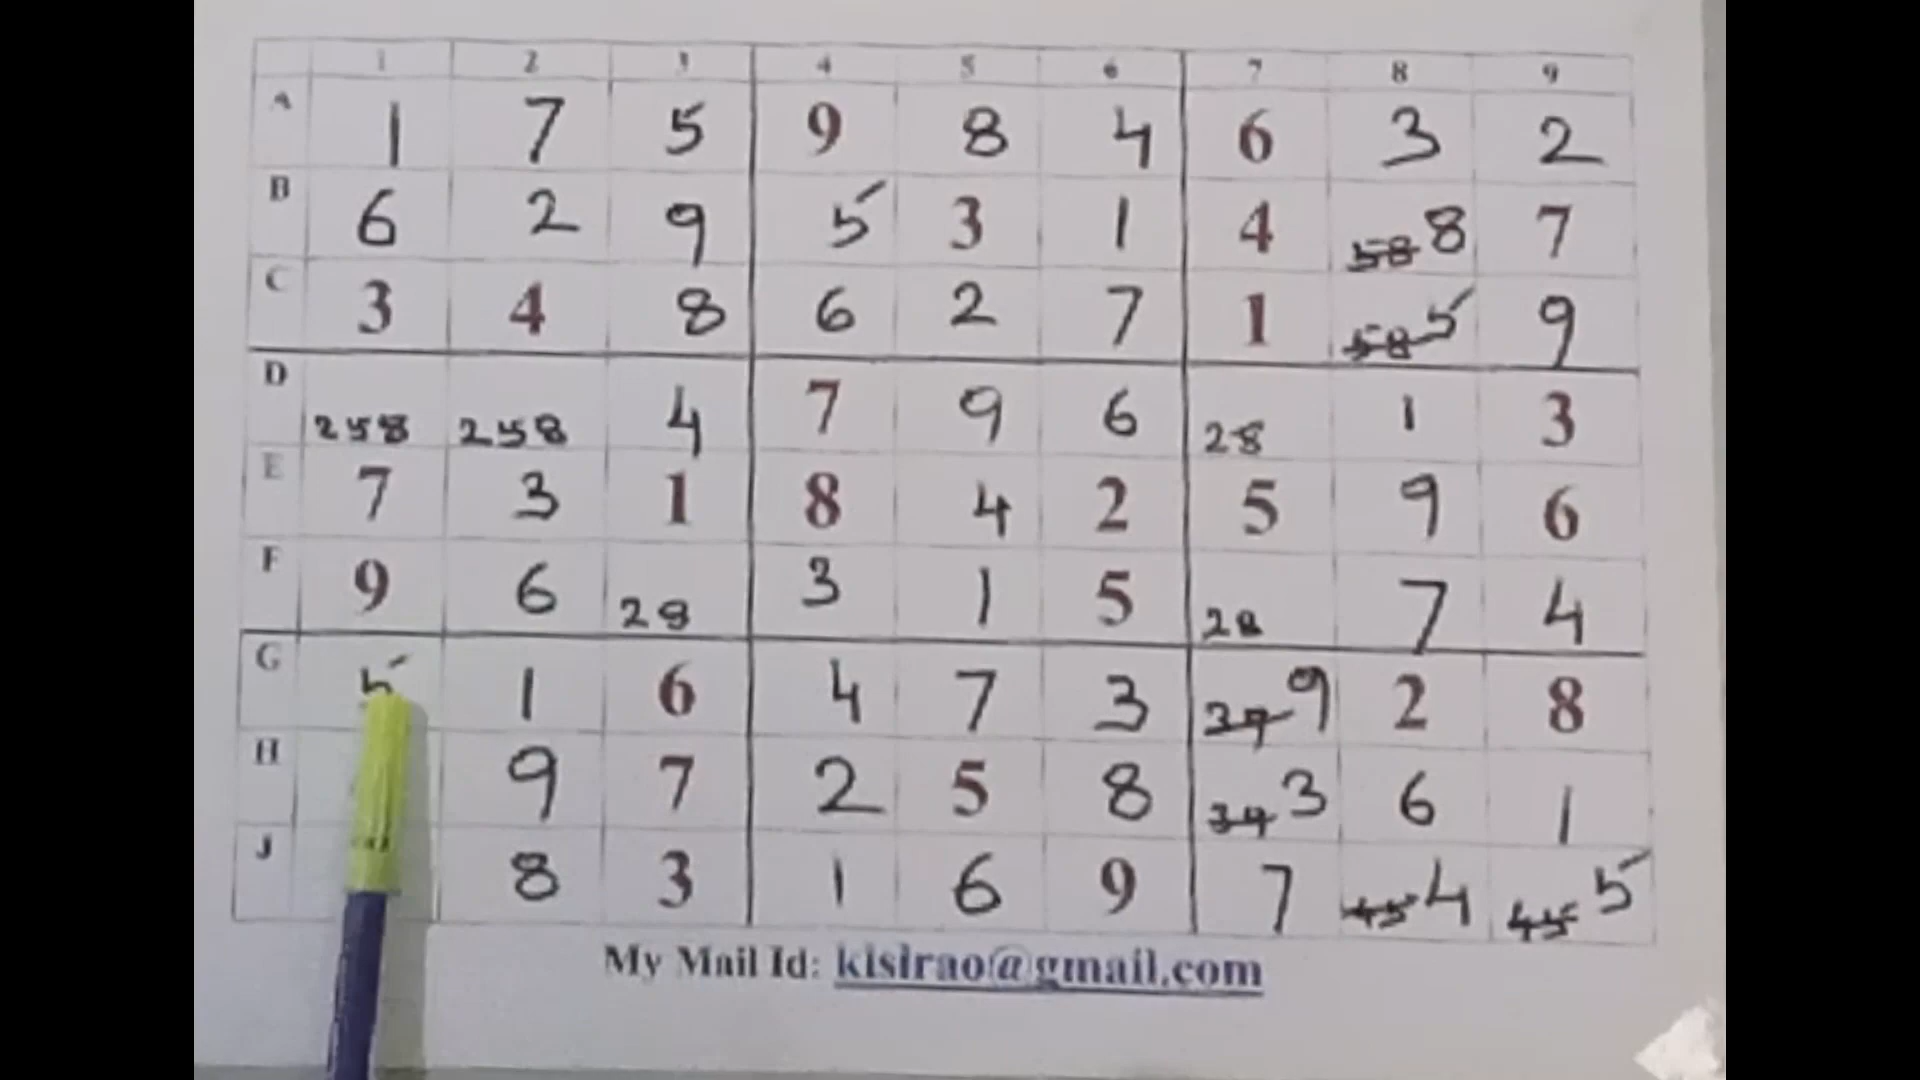 1 2 3 4 5 6 7 8 9
A 1 7 5 9 8 4 6 3 2
B 6 2 9 5 3 1 4 58 8 7
C 3 4 8 6 2 7 1 58 5 9
D 258 258 4 7 9 6 28 1 3
E 7 3 1 8 4 2 5 9 6
F 9 6 28 3 1 5 28 7 4
G 5 1 6 4 7 3 39 9 2 8
H 9 7 2 5 8 39 3 6 1
J 8 3 1 6 9 7 45 4 45 5
My Mail Id: kisirao@gmail.com